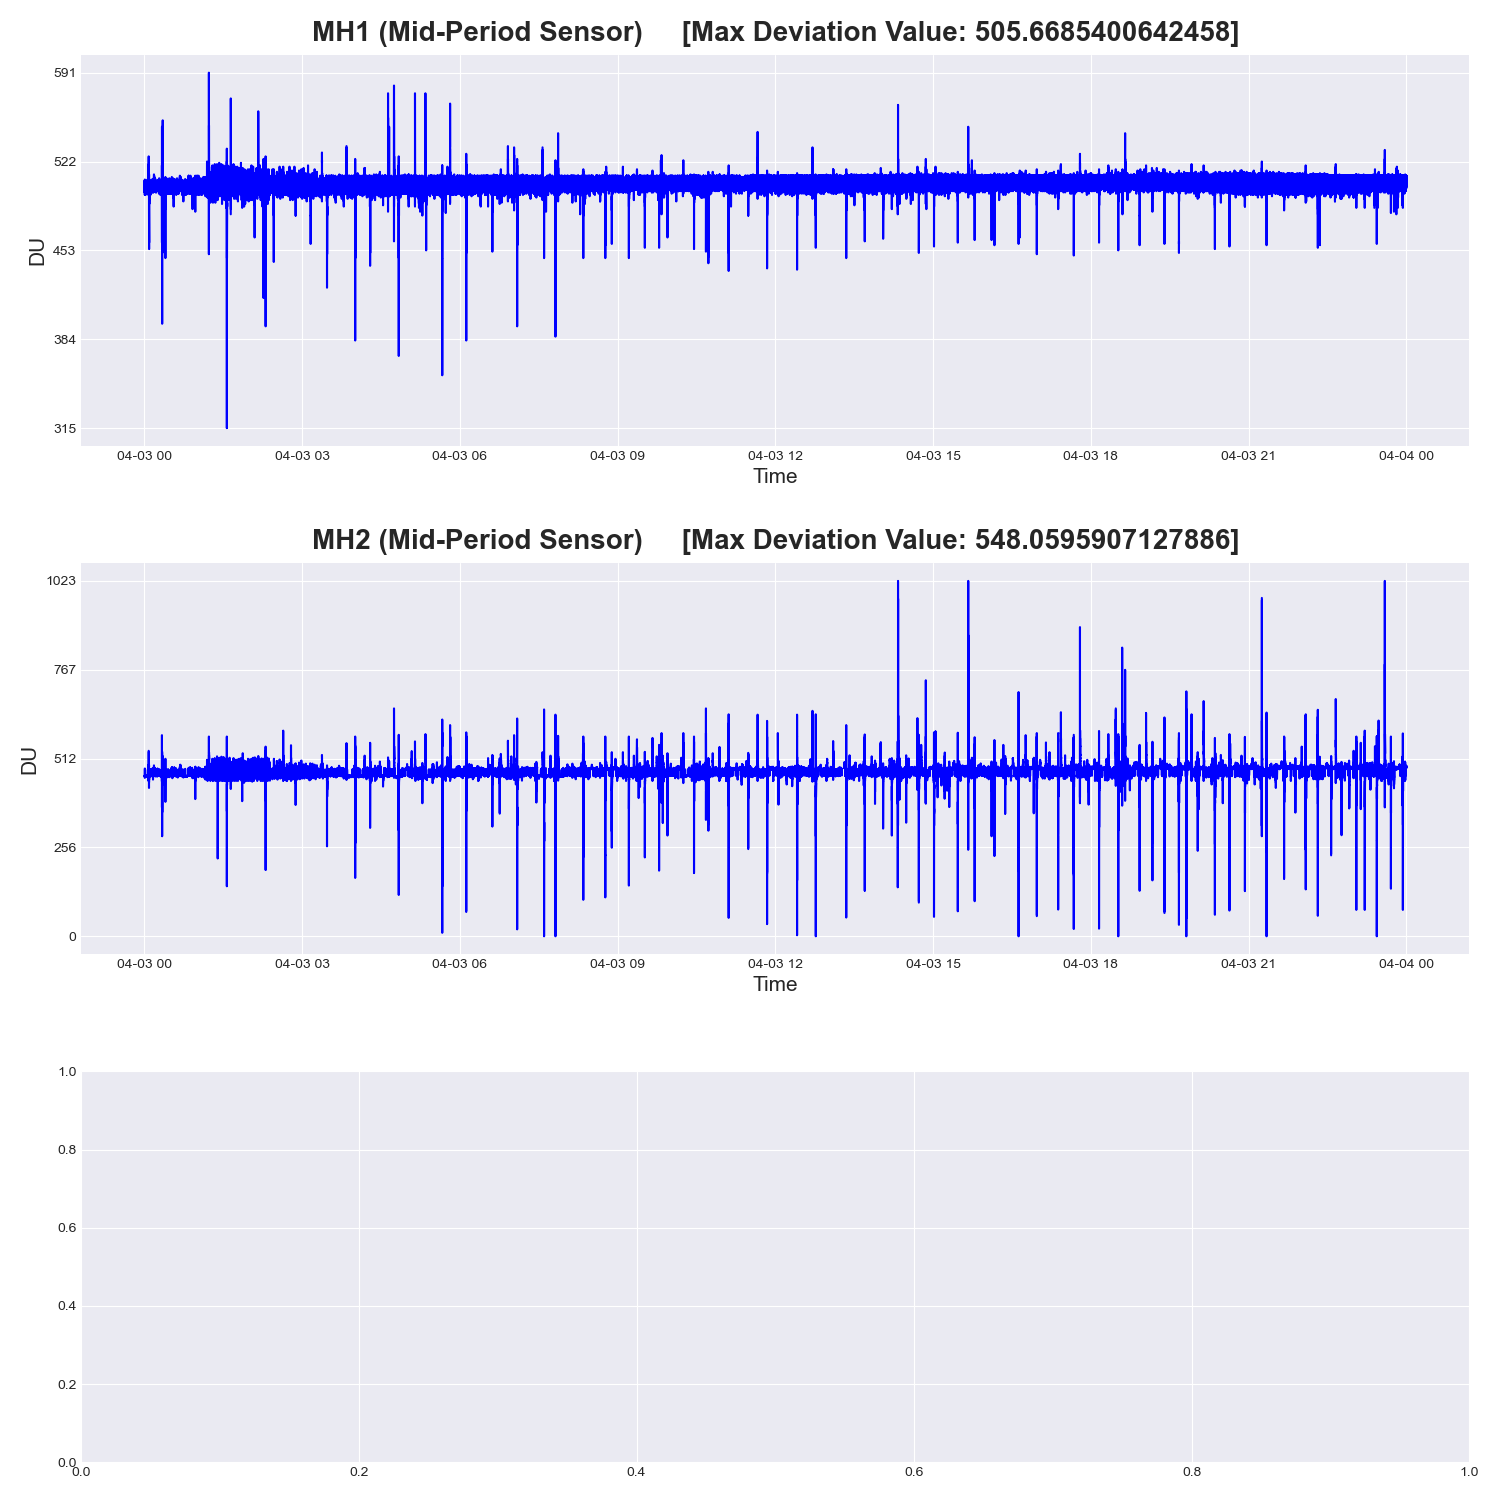 MH1 (Mid-Period Sensor) [Max Deviation Value: 505.6685400642458]
591
522
453
384
315
DU
04-03 00 04-03 03 04-03 06 04-03 09 04-03 12 04-03 15 04-03 18 04-03 21 04-04 00
Time
MH2 (Mid-Period Sensor) [Max Deviation Value: 548.0595907127886]
1023
767
512
256
0
DU
04-03 00 04-03 03 04-03 06 04-03 09 04-03 12 04-03 15 04-03 18 04-03 21 04-04 00
Time
1.0
0.8
0.6
0.4
0.2
0.0
0.0 0.2 0.4 0.6 0.8 1.0